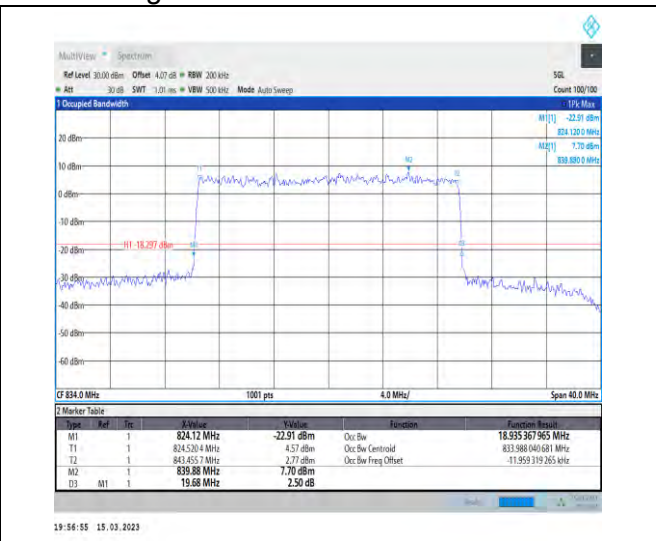 MultiView Spectrum
Ref Level 30.00 dBm Offset 4.07 dB RBW 200 kHz SGL
Att 30 dB SWT 1.01 ms VBW 500 kHz Mode Auto Sweep Count 100/100
1 Occupied Bandwidth 1Pk Max
M1[1] -22.91 dBm
824.120 0 MHz
M2[1] 7.70 dBm
839.880 0 MHz
20 dBm
10 dBm
0 dBm
-10 dBm
-20 dBm
-30 dBm
-40 dBm
-50 dBm
-60 dBm
T1
M2
T2
H1 -18.297 dBm
CF 834.0 MHz 1001 pts 4.0 MHz/ Span 40.0 MHz
2 Marker Table
Type Ref Trc X-Value Y-Value Function Function Result
M1 1 824.12 MHz -22.91 dBm Occ Bw 18.935 367 965 MHz
T1 1 824.520 4 MHz 4.57 dBm Occ Bw Centroid 833.988 040 681 MHz
T2 1 843.455 7 MHz 2.77 dBm Occ Bw Freq Offset -11.959 319 265 kHz
M2 1 839.88 MHz 7.70 dBm
D3 M1 1 19.68 MHz 2.50 dB
19:56:55 15.03.2023